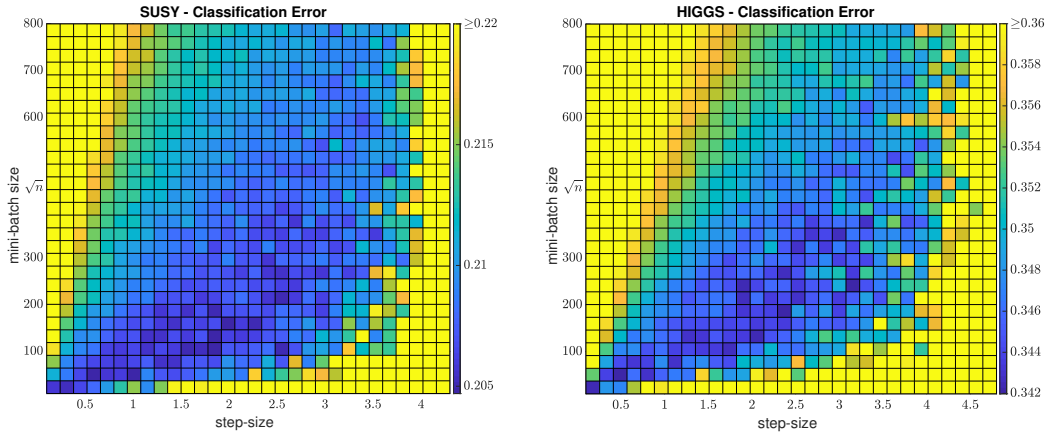 SUSY - Classification Error
800
700
600
√n
300
200
100
mini-batch size
0.5 1 1.5 2 2.5 3 3.5 4
step-size
≥0.22
0.215
0.21
0.205
HIGGS - Classification Error
800
700
600
√n
300
200
100
mini-batch size
0.5 1 1.5 2 2.5 3 3.5 4 4.5
step-size
≥0.36
0.358
0.356
0.354
0.352
0.35
0.348
0.346
0.344
0.342